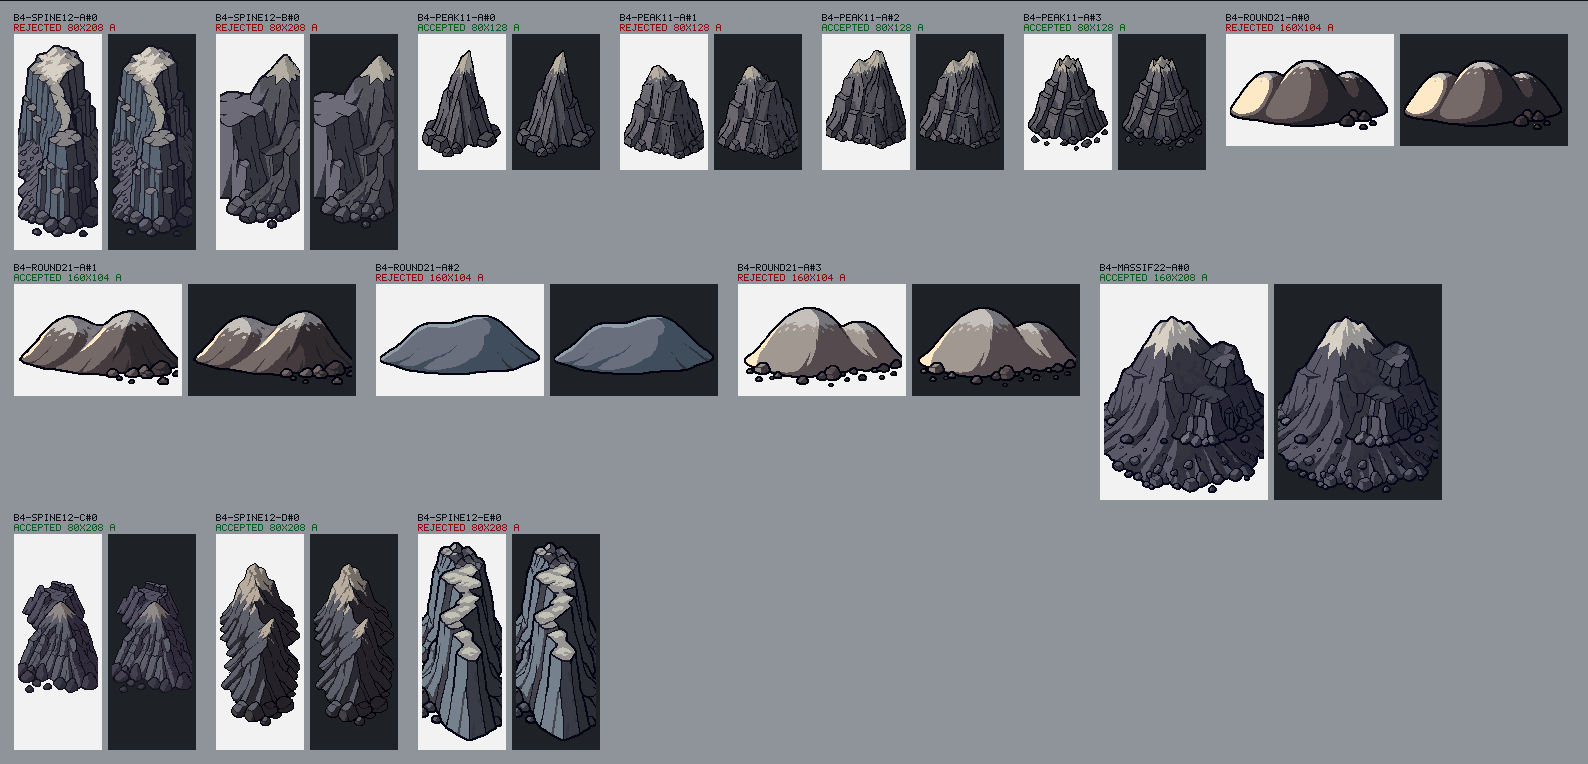 B4-SPINE12-A#0
REJECTED 80X208 A
B4-SPINE12-B#0
REJECTED 80X208 A
B4-PEAK11-A#0
ACCEPTED 80X128 A
B4-PEAK11-A#1
REJECTED 80X128 A
B4-PEAK11-A#2
ACCEPTED 80X128 A
B4-PEAK11-A#3
ACCEPTED 80X128 A
B4-ROUND21-A#0
REJECTED 160X104 A
B4-ROUND21-A#1
ACCEPTED 160X104 A
B4-ROUND21-A#2
REJECTED 160X104 A
B4-ROUND21-A#3
REJECTED 160X104 A
B4-MASSIF22-A#0
ACCEPTED 160X208 A
B4-SPINE12-C#0
ACCEPTED 80X208 A
B4-SPINE12-D#0
ACCEPTED 80X208 A
B4-SPINE12-E#0
REJECTED 80X208 A